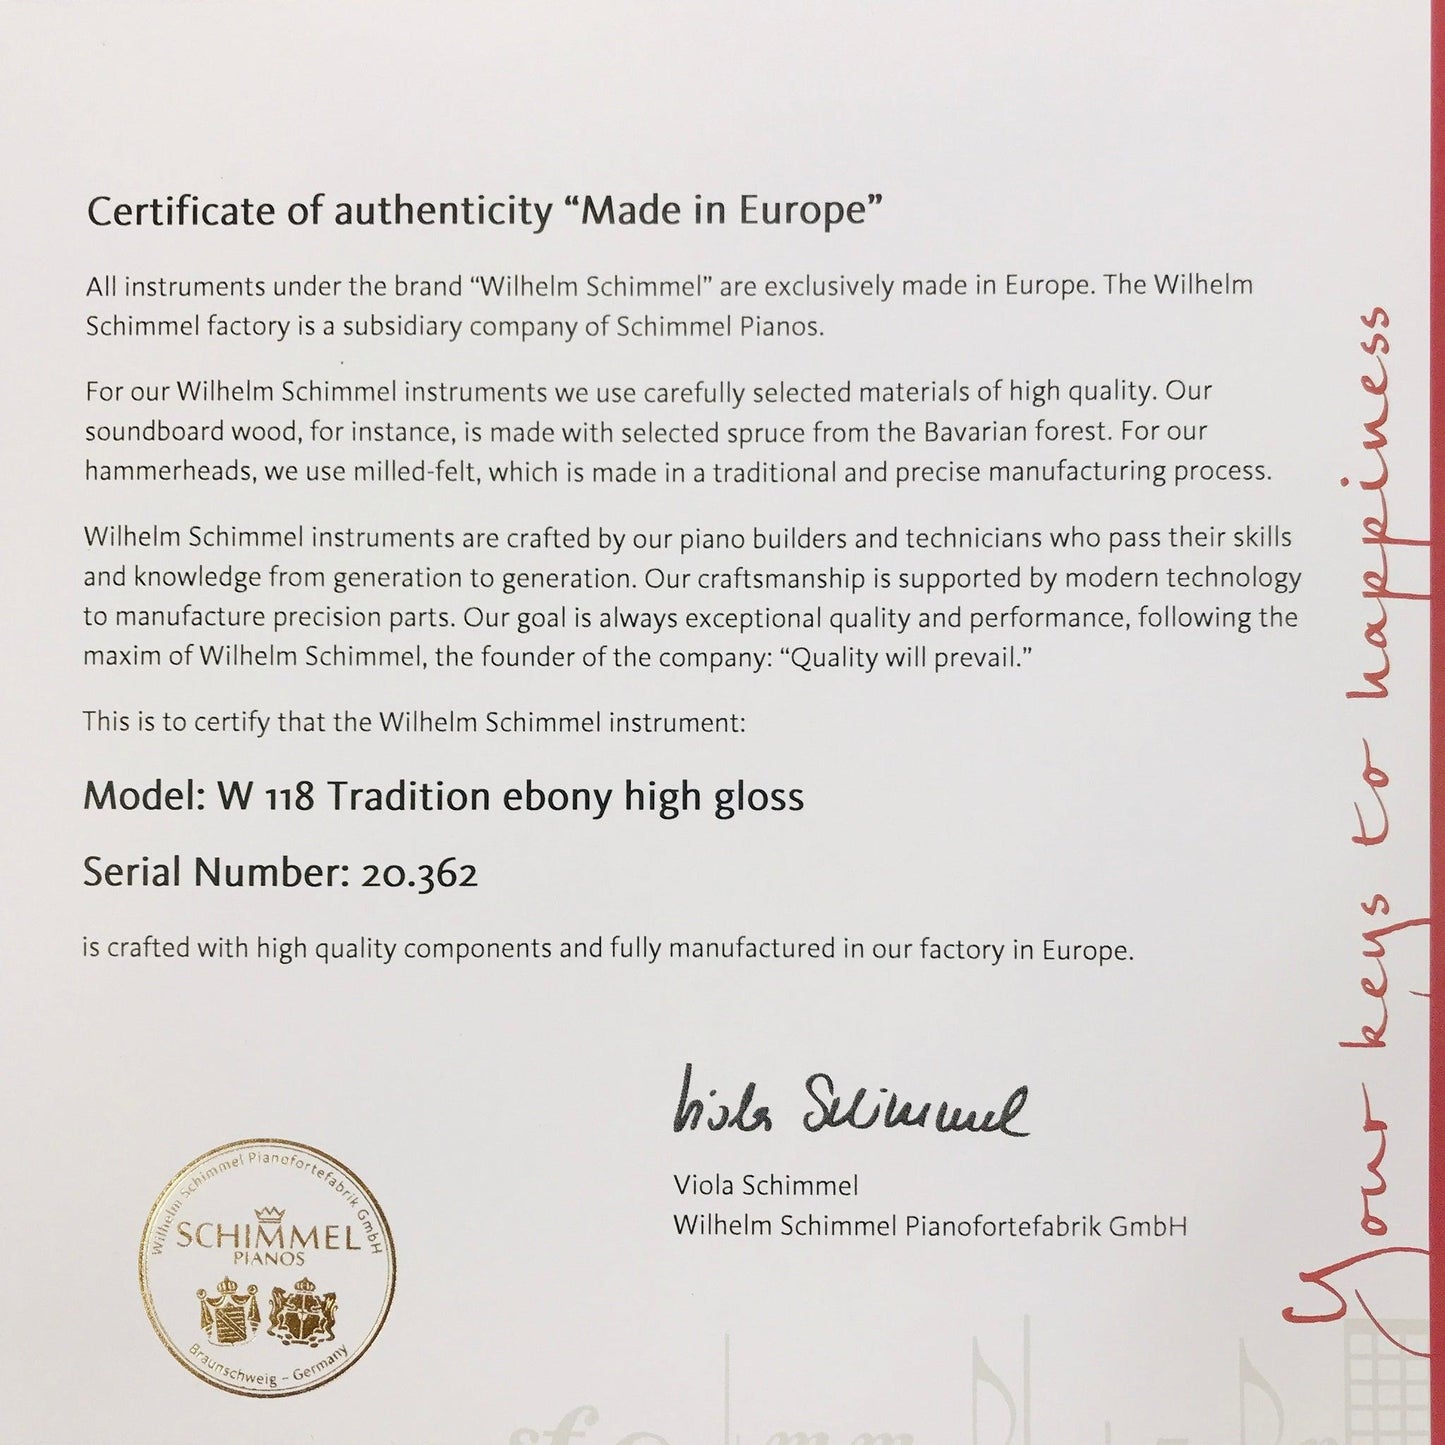 Certificate of authenticity “Made in Europe”
All instruments under the brand “Wilhelm Schimmel” are exclusively made in Europe. The Wilhelm
Schimmel factory is a subsidiary company of Schimmel Pianos.
For our Wilhelm Schimmel instruments we use carefully selected materials of high quality. Our
soundboard wood, for instance, is made with selected spruce from the Bavarian forest. For our
hammerheads, we use milled-felt, which is made in a traditional and precise manufacturing process.
Wilhelm Schimmel instruments are crafted by our piano builders and technicians who pass their skills
and knowledge from generation to generation. Our craftsmanship is supported by modern technology
to manufacture precision parts. Our goal is always exceptional quality and performance, following the
maxim of Wilhelm Schimmel, the founder of the company: “Quality will prevail.”
This is to certify that the Wilhelm Schimmel instrument:
Model: W 118 Tradition ebony high gloss
Serial Number: 20.362
is crafted with high quality components and fully manufactured in our factory in Europe.
Viola Schimmel
Viola Schimmel
Wilhelm Schimmel Pianofortefabrik GmbH
Wilhelm Schimmel Pianofortefabrik GmbH
SCHIMMEL
PIANOS
Braunschweig – Germany
Your keys to happiness